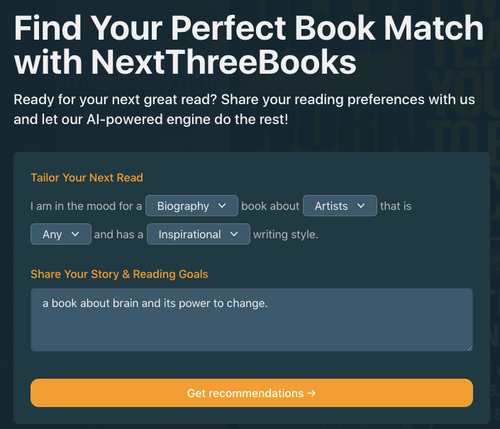 Find Your Perfect Book Match
with NextThreeBooks
Ready for your next great read? Share your reading preferences with us
and let our AI-powered engine do the rest!
Tailor Your Next Read
I am in the mood for a Biography book about Artists that is
Any and has a Inspirational writing style.
Share Your Story & Reading Goals
a book about brain and its power to change.
Get recommendations →